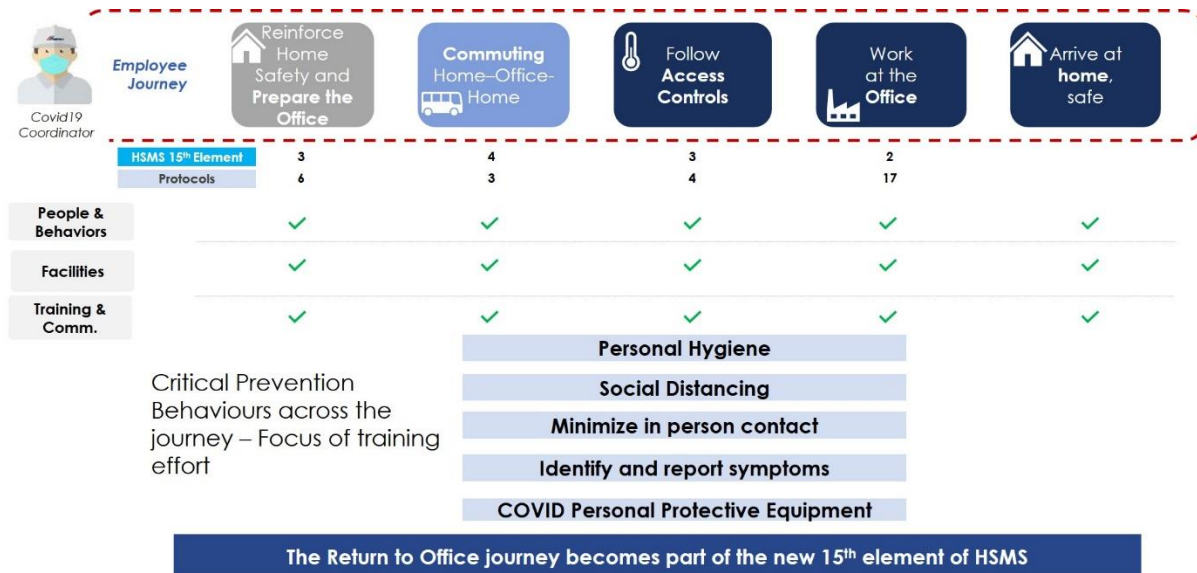 Covid19
Coordinator
Employee
Journey
Reinforce
Home
Safety and
Prepare the
Office
Commuting
Home–Office-
Home
Follow
Access
Controls
Work
at the
Office
Arrive at
home,
safe
HSMS 15th Element 3 4 3 2
Protocols 6 3 4 17
People &
Behaviors
Facilities
Training &
Comm.
Critical Prevention
Behaviours across the
journey – Focus of training
effort
Personal Hygiene
Social Distancing
Minimize in person contact
Identify and report symptoms
COVID Personal Protective Equipment
The Return to Office journey becomes part of the new 15th element of HSMS